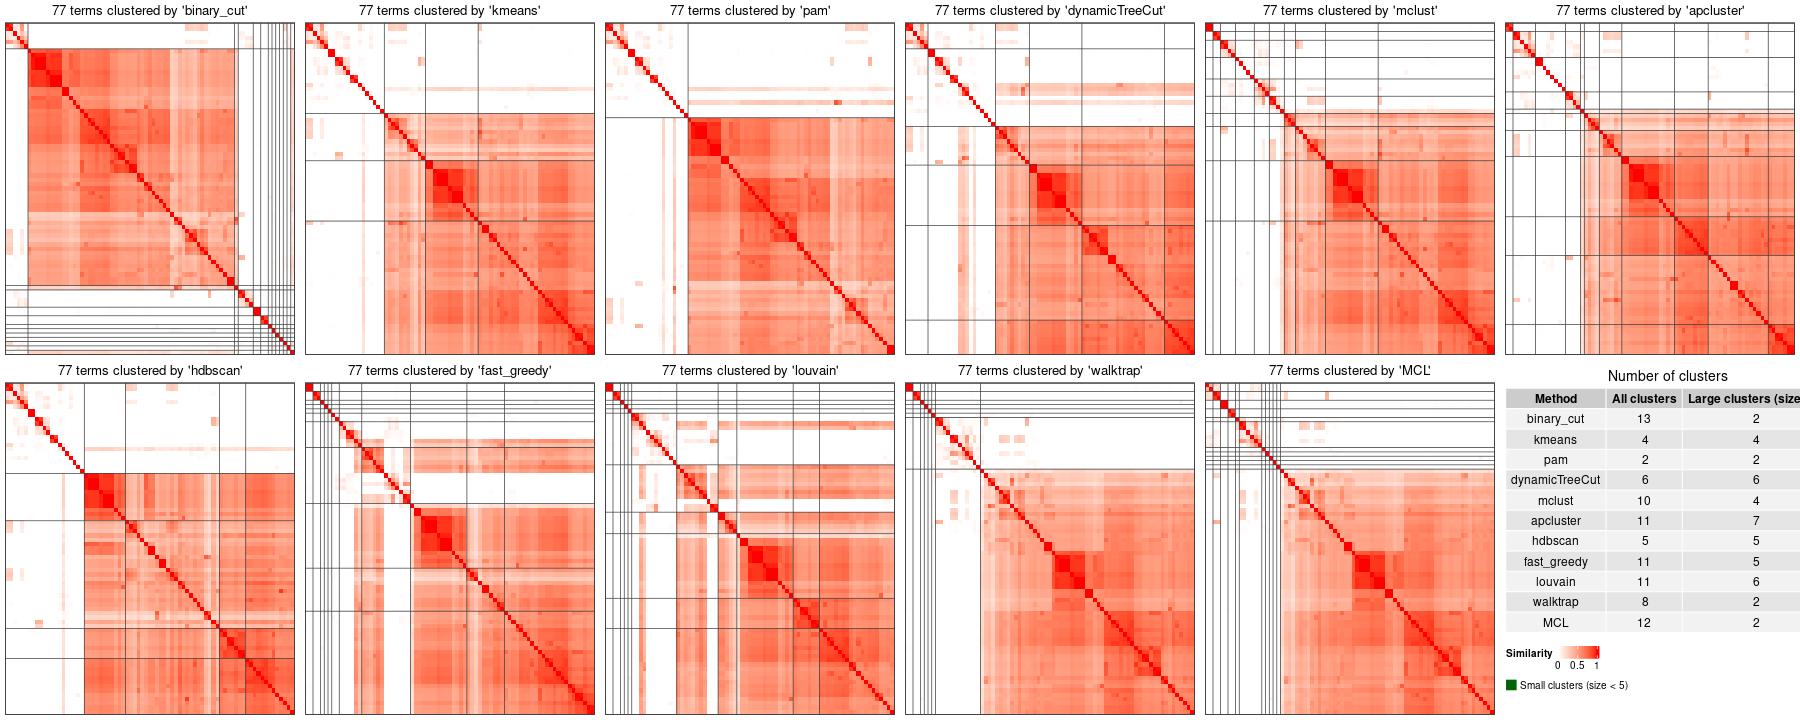 77 terms clustered by 'binary_cut'
77 terms clustered by 'kmeans'
77 terms clustered by 'pam'
77 terms clustered by 'dynamicTreeCut'
77 terms clustered by 'mclust'
77 terms clustered by 'apcluster'
77 terms clustered by 'hdbscan'
77 terms clustered by 'fast_greedy'
77 terms clustered by 'louvain'
77 terms clustered by 'walktrap'
77 terms clustered by 'MCL'
Number of clusters
Method All clusters Large clusters (size
binary_cut 13 2
kmeans 4 4
pam 2 2
dynamicTreeCut 6 6
mclust 10 4
apcluster 11 7
hdbscan 5 5
fast_greedy 11 5
louvain 11 6
walktrap 8 2
MCL 12 2
Similarity
0 0.5 1
Small clusters (size < 5)